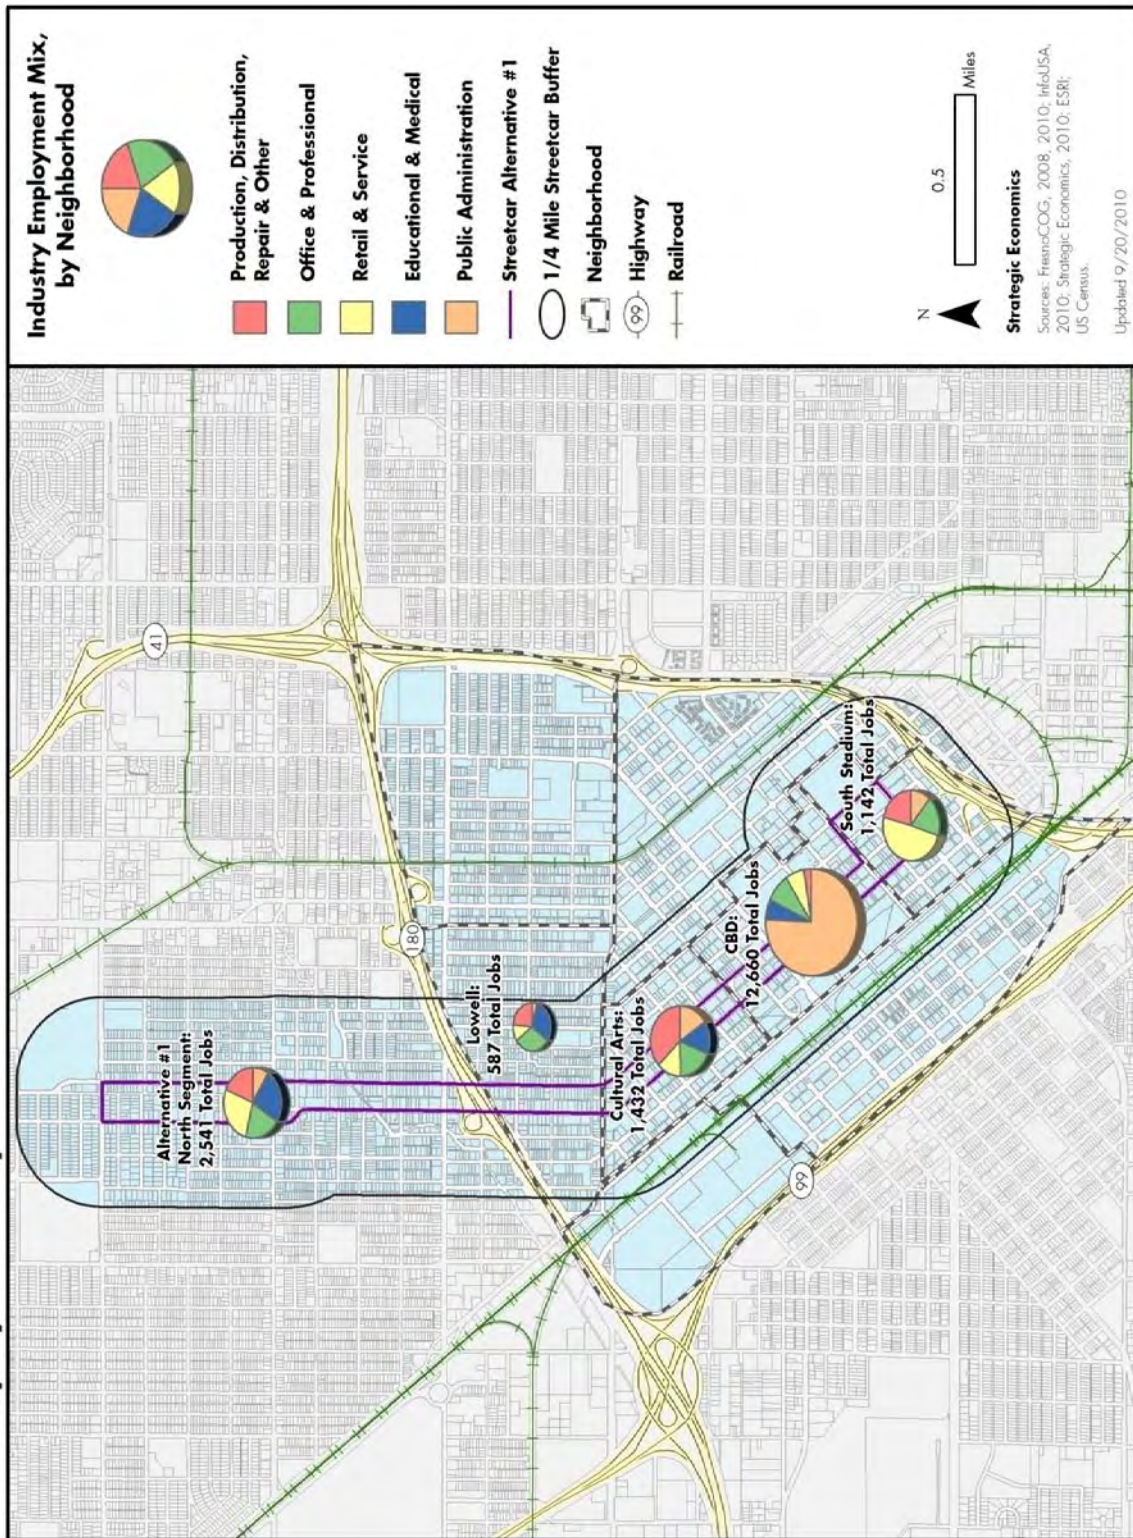 Industry Employment Mix,
by Neighborhood
Production, Distribution,
Repair & Other
Office & Professional
Retail & Service
Educational & Medical
Public Administration
Streetcar Alternative #1
1/4 Mile Streetcar Buffer
Neighborhood
99
Highway
Railroad
N
0.5
Miles
Strategic Economics
Sources: FresnoCOG, 2008, 2010; InfoUSA,
2010; Strategic Economics, 2010; ESRI;
US Census.
Updated 9/20/2010
41
180
99
Alternative #1
North Segment:
2,541 Total Jobs
Lowell:
587 Total Jobs
Cultural Arts:
1,432 Total Jobs
CBD:
12,660 Total Jobs
South Stadium:
1,142 Total Jobs